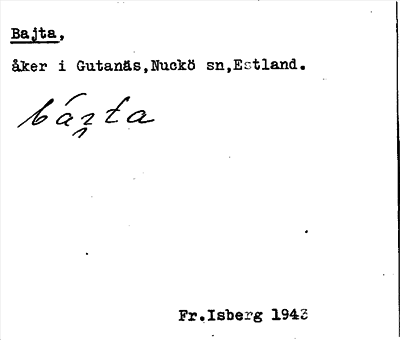 Bajta,
åker i Gutanäs,Nuckö sn,Estland.
Fr.Isberg 1943